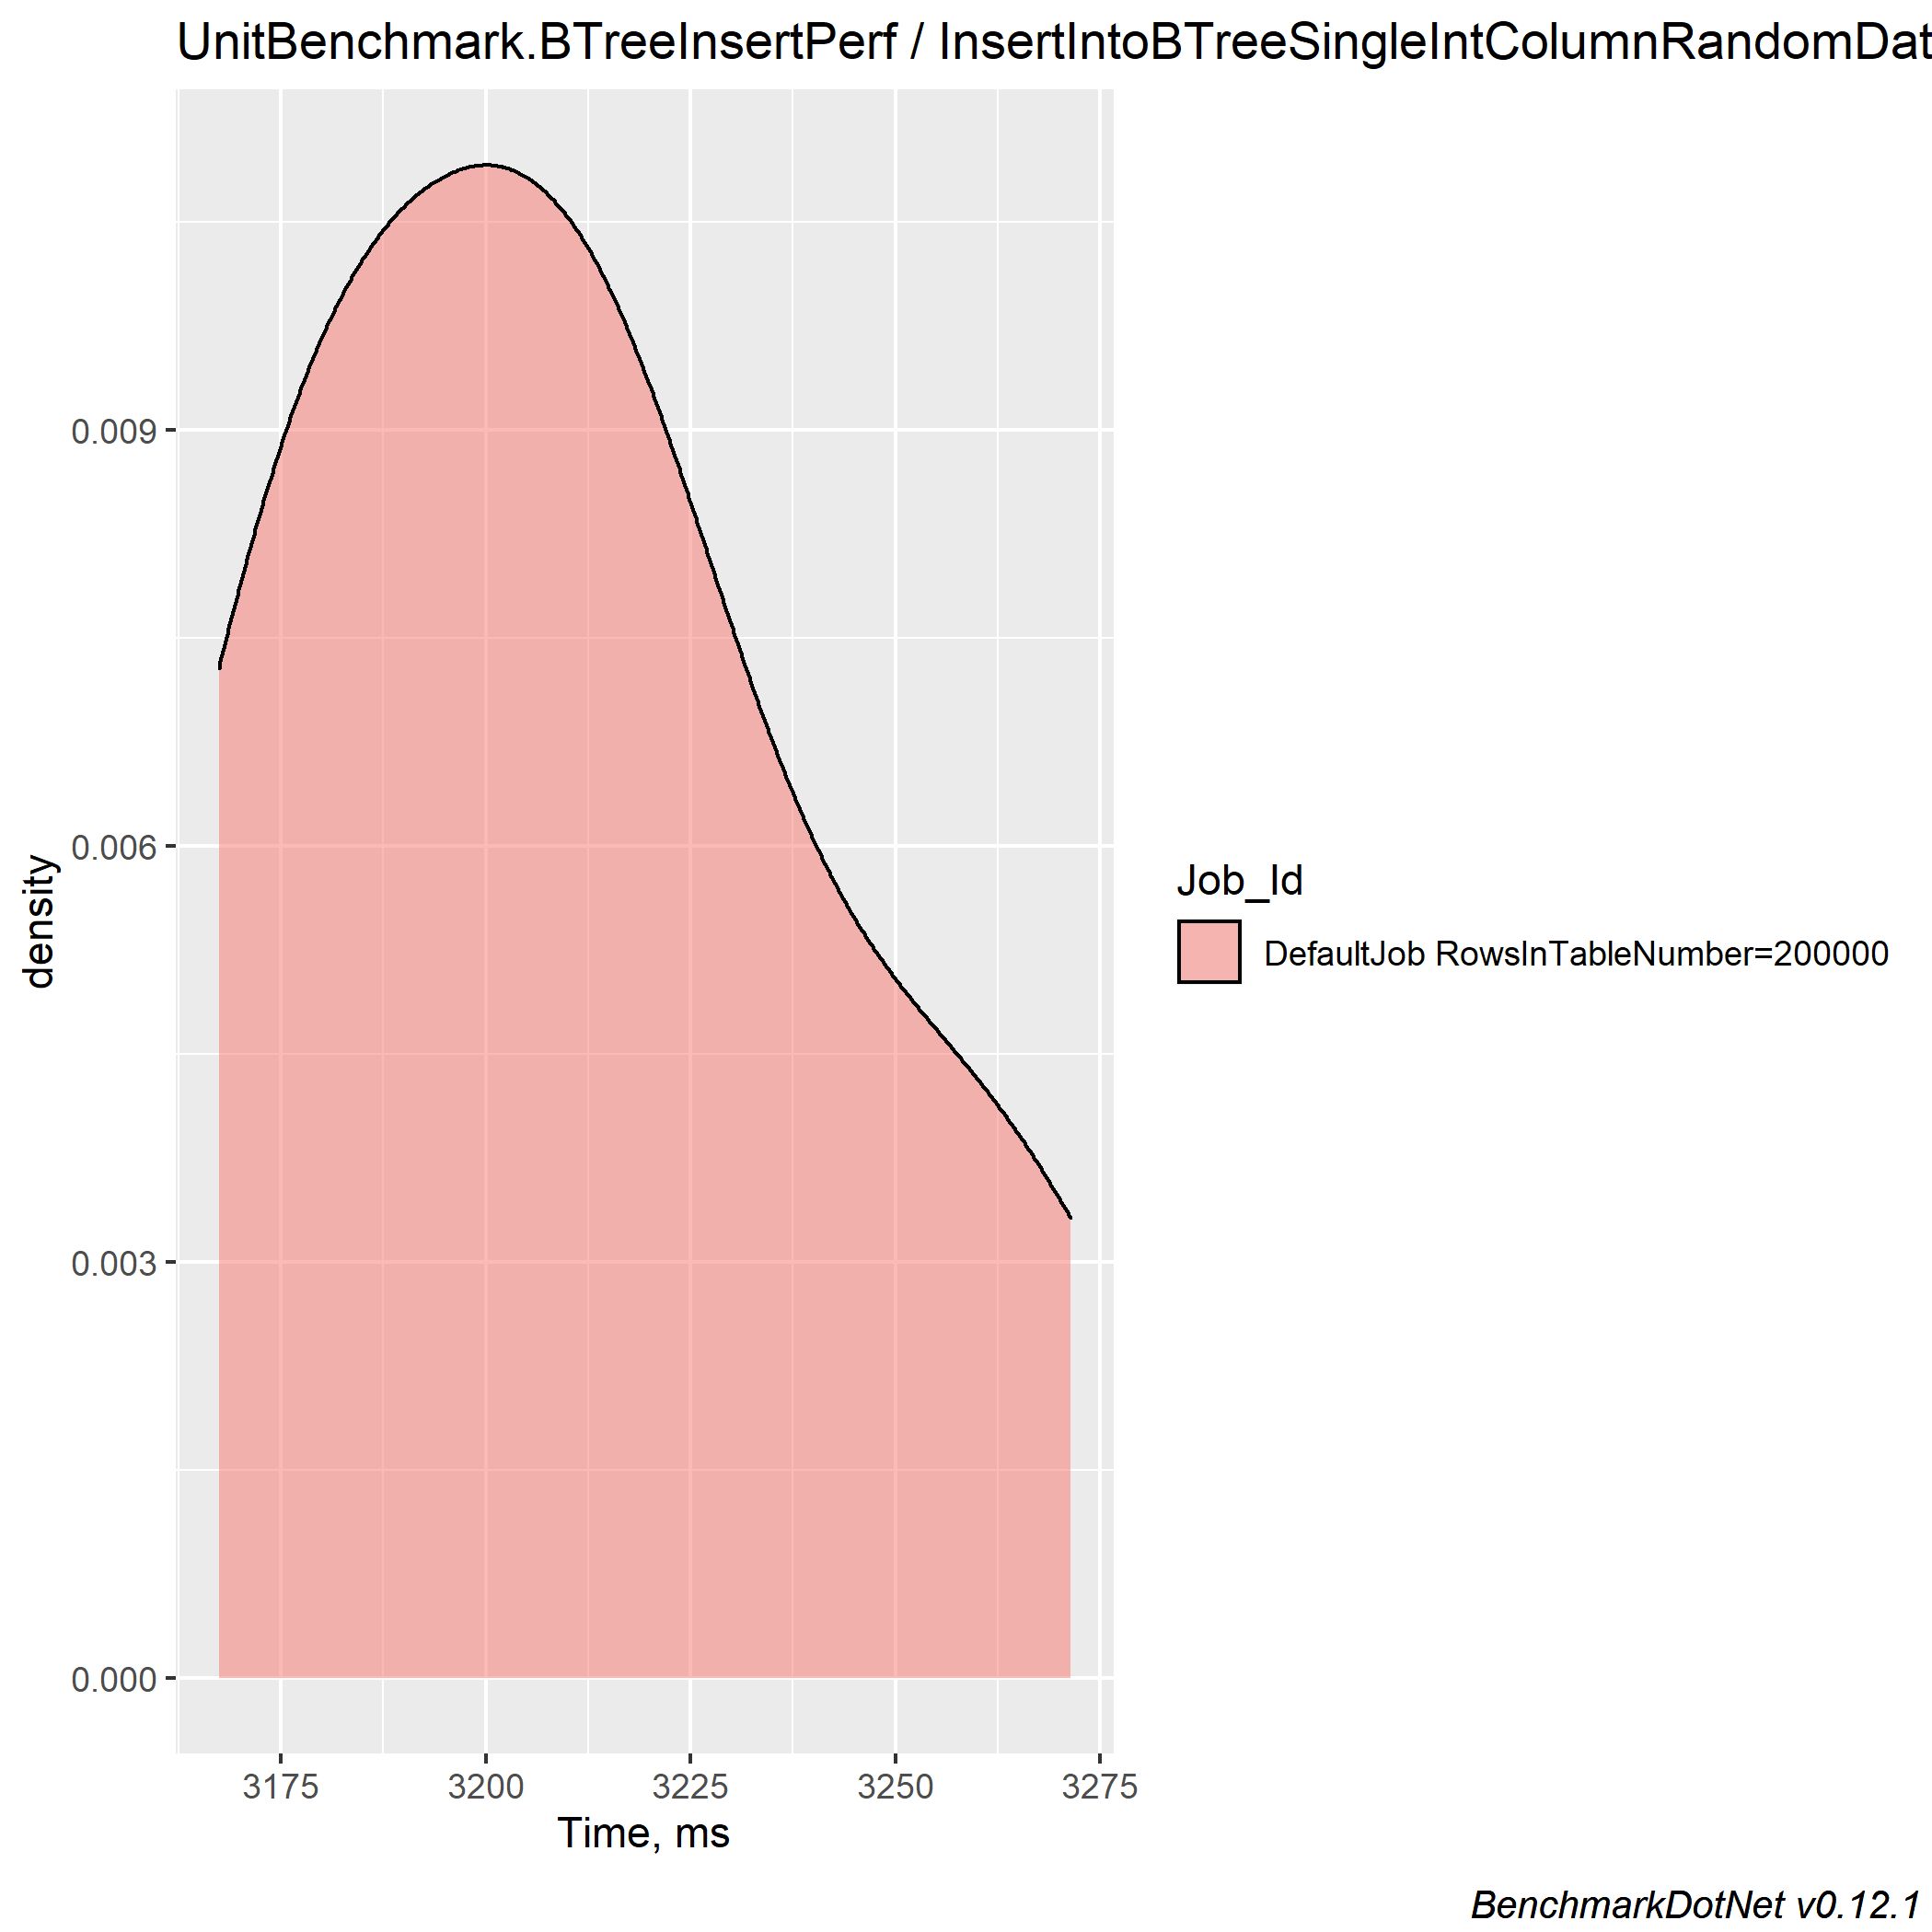 UnitBenchmark.BTreeInsertPerf / InsertIntoBTreeSingleIntColumnRandomDat
0.009
0.006
0.003
0.000
density
3175 3200 3225 3250 3275
Time, ms
Job_Id
DefaultJob RowsInTableNumber=200000
BenchmarkDotNet v0.12.1